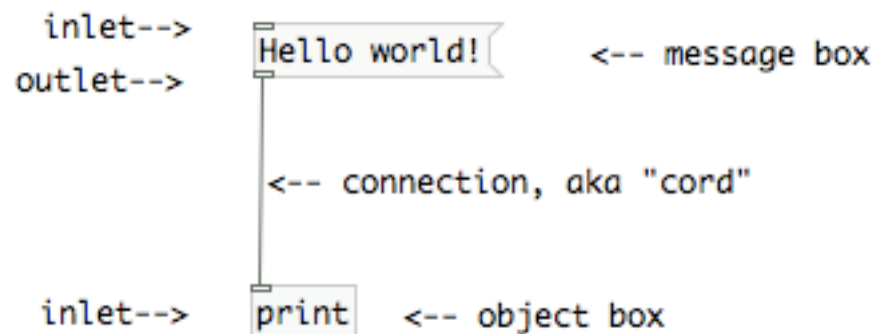 inlet-->
Hello world!
<-- message box
outlet-->
<-- connection, aka "cord"
inlet-->
print
<-- object box